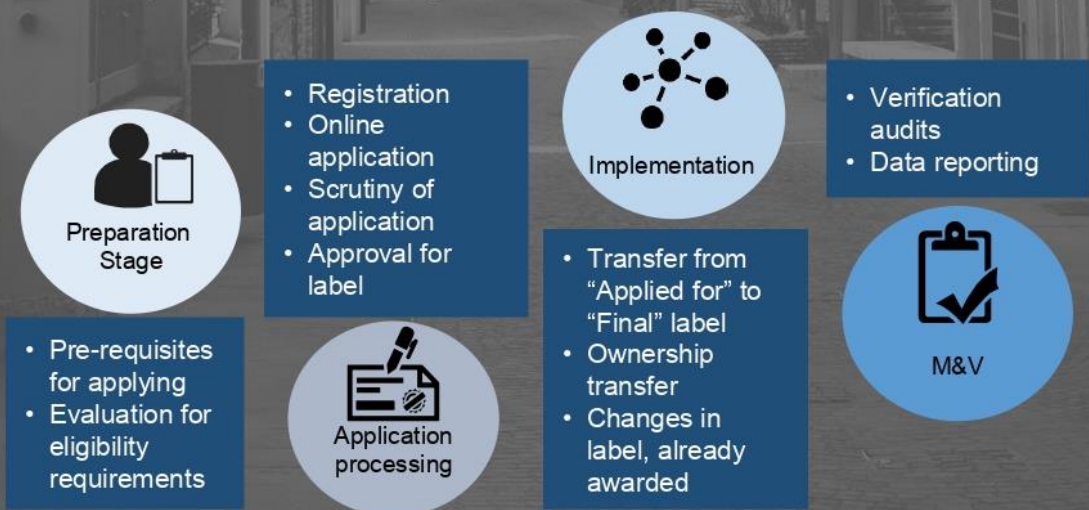 Preparation
Stage
• Pre-requisites
for applying
• Evaluation for
eligibility
requirements
• Registration
• Online
application
• Scrutiny of
application
• Approval for
label
Application
processing
Implementation
• Transfer from
“Applied for” to
“Final” label
• Ownership
transfer
• Changes in
label, already
awarded
• Verification
audits
• Data reporting
M&V